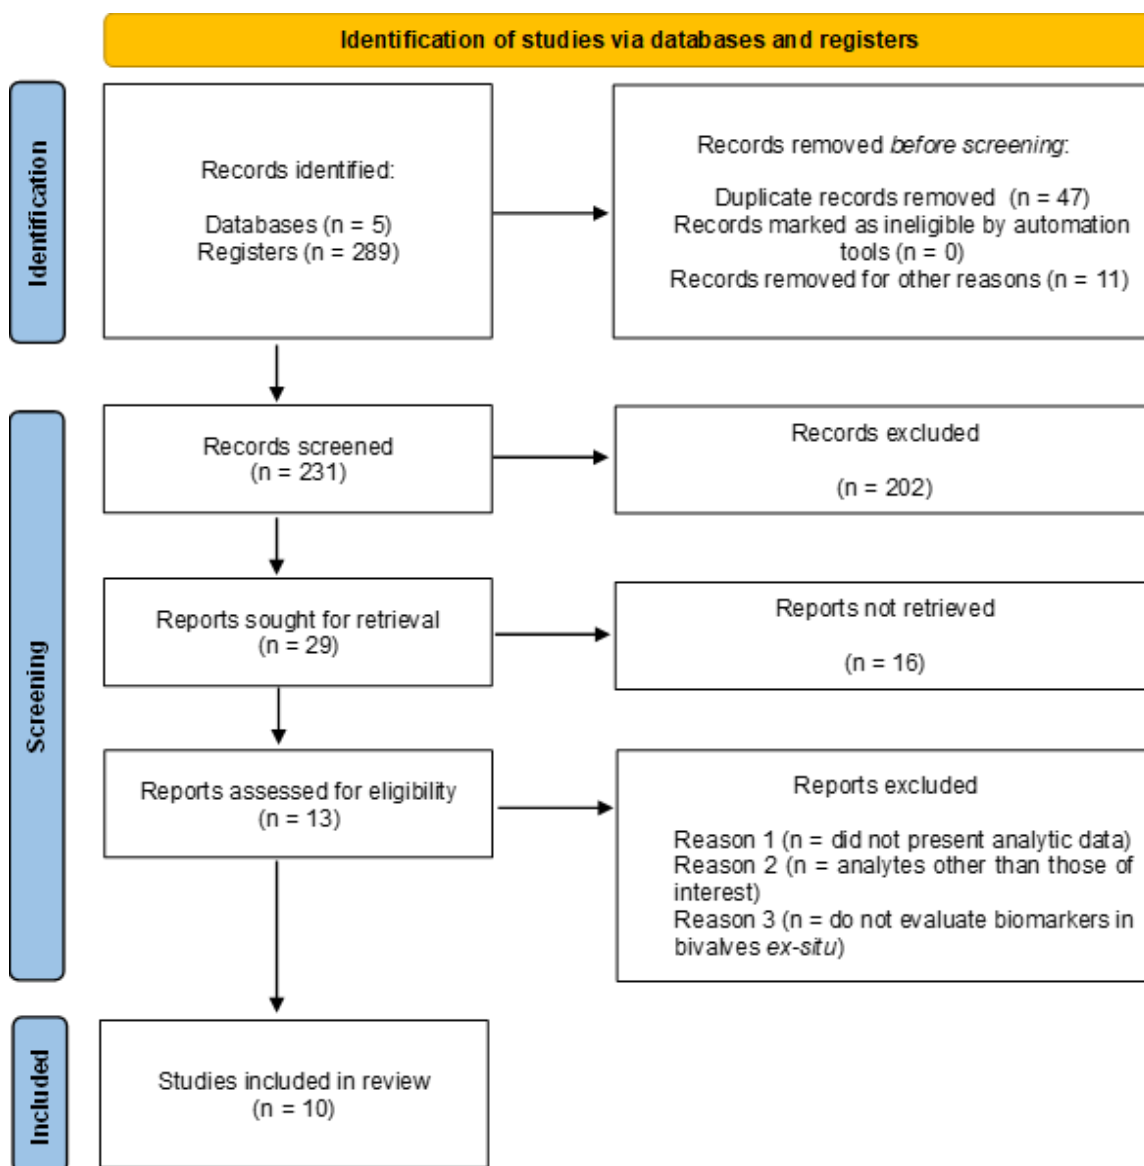 Identification of studies via databases and registers
Identification
Records identified:
Databases (n = 5)
Registers (n = 289)
Records removed before screening:
Duplicate records removed (n = 47)
Records marked as ineligible by automation
tools (n = 0)
Records removed for other reasons (n = 11)
Screening
Records screened
(n = 231)
Records excluded
(n = 202)
Reports sought for retrieval
(n = 29)
Reports not retrieved
(n = 16)
Reports assessed for eligibility
(n = 13)
Reports excluded
Reason 1 (n = did not present analytic data)
Reason 2 (n = analytes other than those of
interest)
Reason 3 (n = do not evaluate biomarkers in
bivalves ex-situ)
Included
Studies included in review
(n = 10)